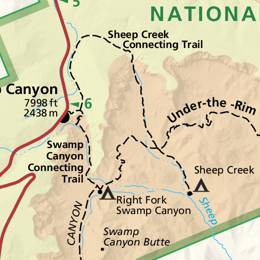 5
NATIONA
Sheep Creek
Connecting Trail
Canyon
7998 ft
2438 m
6
Under-the -Rim
Swamp
Canyon
Connecting
Trail
Sheep Creek
Right Fork
Swamp Canyon
Sheep
CANYON
Swamp
Canyon Butte